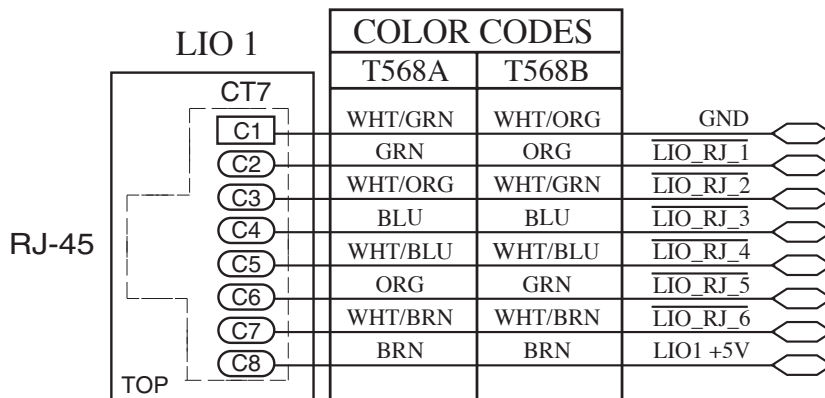 LIO 1
COLOR CODES
T568A T568B
CT7
C1 WHT/GRN WHT/ORG GND
C2 GRN ORG LIO_RJ_1
C3 WHT/ORG WHT/GRN LIO_RJ_2
C4 BLU BLU LIO_RJ_3
RJ-45
C5 WHT/BLU WHT/BLU LIO_RJ_4
C6 ORG GRN LIO_RJ_5
C7 WHT/BRN WHT/BRN LIO_RJ_6
C8 BRN BRN LIO1 +5V
TOP